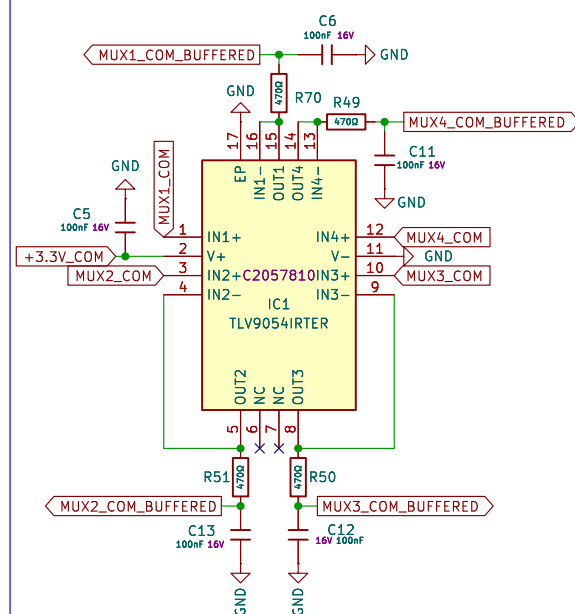 C6
100nF 16V
MUX1_COM_BUFFERED
GND
470Ω
R70
GND
R49
470Ω
MUX4_COM_BUFFERED
17
16
15
14
13
C11
100nF 16V
GND
EP
IN1-
OUT1
OUT4
IN4-
GND
MUX1_COM
C5
100nF 16V
1
IN1+
IN4+
12
MUX4_COM
+3.3V_COM
2
V+
V-
11
GND
MUX2_COM
3
IN2+
C2057810
IN3+
10
MUX3_COM
4
IN2-
IN3-
9
IC1
TLV9054IRTER
OUT2
NC
NC
OUT3
5
6
7
8
R51
470Ω
470Ω
R50
MUX2_COM_BUFFERED
MUX3_COM_BUFFERED
C13
100nF 16V
C12
16V 100nF
GND
GND